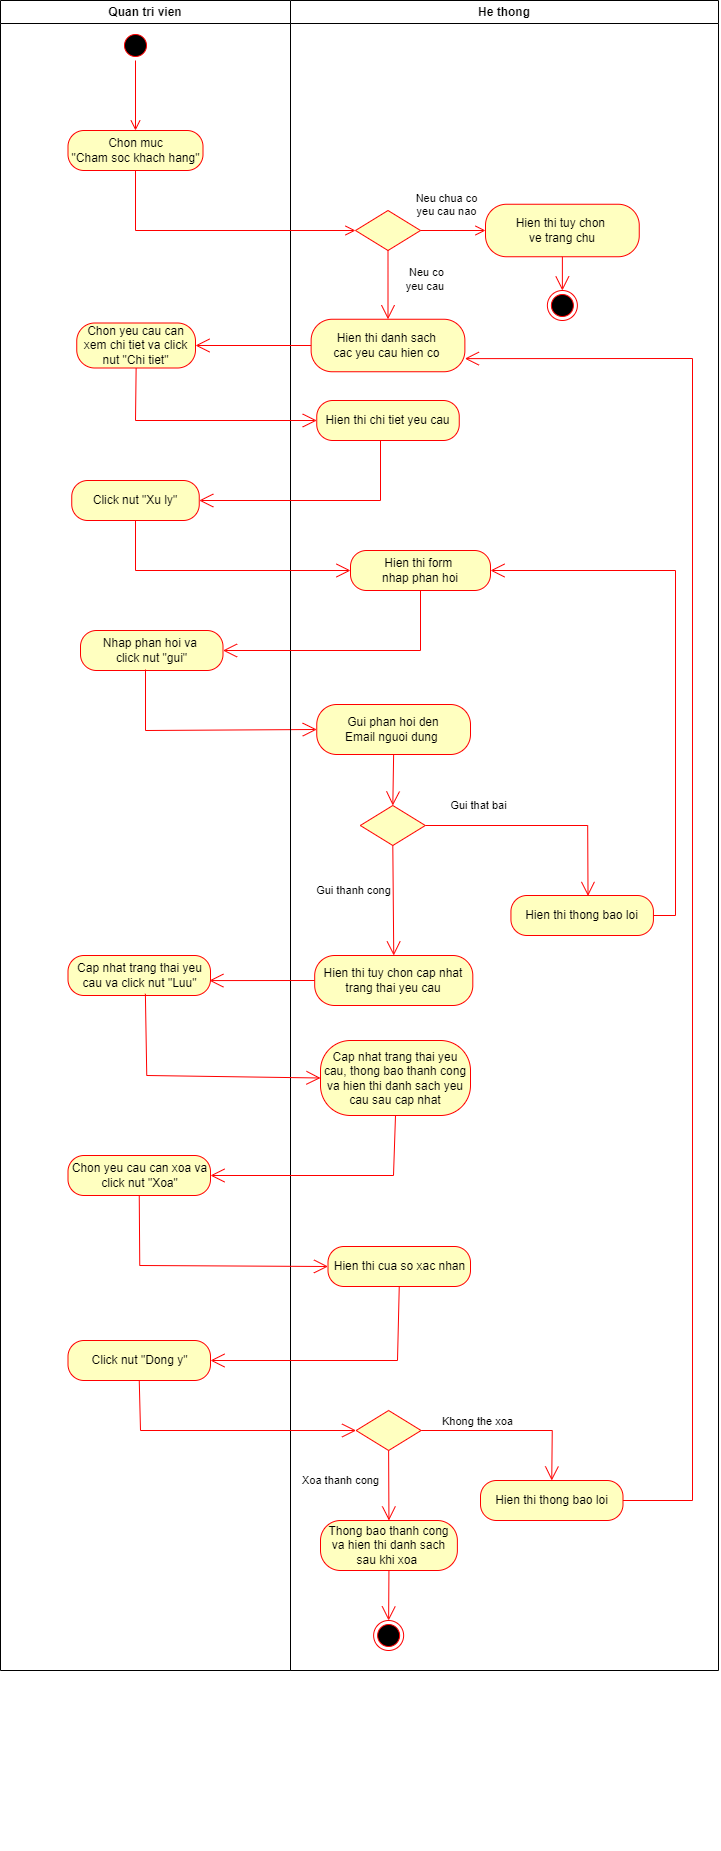 Quan tri vien
He thong
Chon muc
"Cham soc khach hang"
Neu chua co
yeu cau nao
Hien thi tuy chon
ve trang chu
Neu co
yeu cau
Chon yeu cau can
xem chi tiet va click
nut "Chi tiet"
Hien thi danh sach
cac yeu cau hien co
Hien thi chi tiet yeu cau
Click nut "Xu ly"
Hien thi form
nhap phan hoi
Nhap phan hoi va
click nut "gui"
Gui phan hoi den
Email nguoi dung
Gui that bai
Gui thanh cong
Hien thi thong bao loi
Cap nhat trang thai yeu
cau va click nut "Luu"
Hien thi tuy chon cap nhat
trang thai yeu cau
Cap nhat trang thai yeu
cau, thong bao thanh cong
va hien thi danh sach yeu
cau sau cap nhat
Chon yeu cau can xoa va
click nut "Xoa"
Hien thi cua so xac nhan
Click nut "Dong y"
Khong the xoa
Xoa thanh cong
Hien thi thong bao loi
Thong bao thanh cong
va hien thi danh sach
sau khi xoa